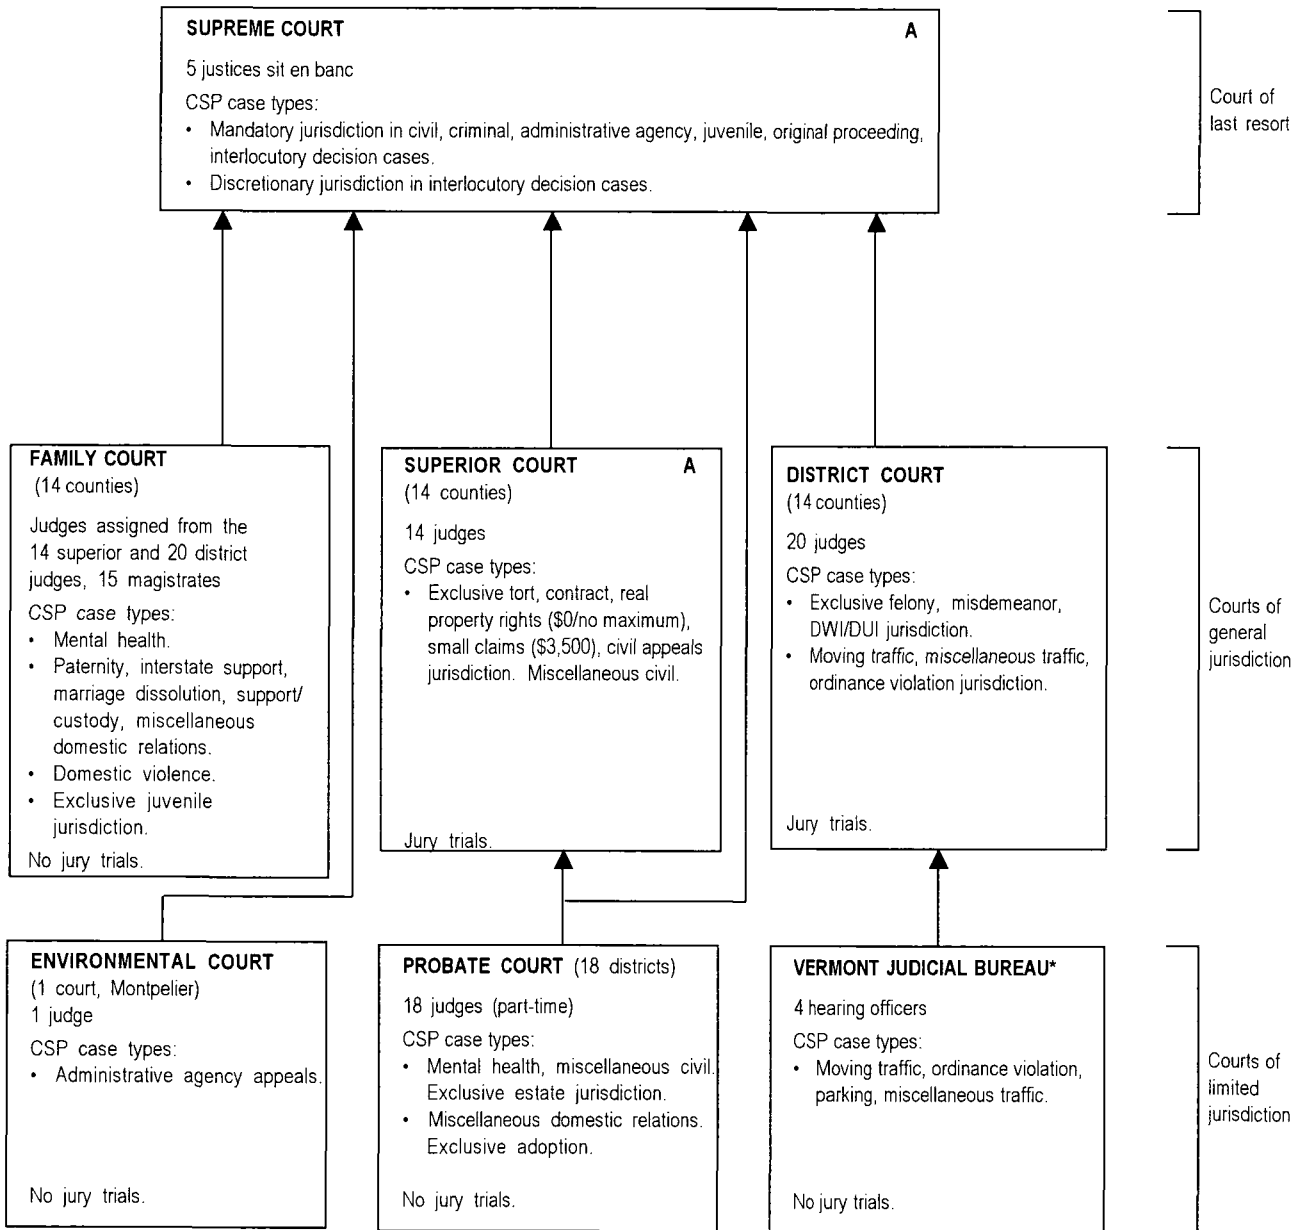 SUPREME COURT A
5 justices sit en banc
CSP case types:
• Mandatory jurisdiction in civil, criminal, administrative agency, juvenile, original proceeding,
interlocutory decision cases.
• Discretionary jurisdiction in interlocutory decision cases.
Court of
last resort
FAMILY COURT
(14 counties)
Judges assigned from the
14 superior and 20 district
judges, 15 magistrates
CSP case types:
• Mental health.
• Paternity, interstate support,
marriage dissolution, support/
custody, miscellaneous
domestic relations.
• Domestic violence.
• Exclusive juvenile
jurisdiction.
No jury trials.
SUPERIOR COURT A
(14 counties)
14 judges
CSP case types:
• Exclusive tort, contract, real
property rights ($0/no maximum),
small claims ($3,500), civil appeals
jurisdiction. Miscellaneous civil.
Jury trials.
DISTRICT COURT
(14 counties)
20 judges
CSP case types:
• Exclusive felony, misdemeanor,
DWI/DUI jurisdiction.
• Moving traffic, miscellaneous traffic,
ordinance violation jurisdiction.
Jury trials.
Courts of
general
jurisdiction
ENVIRONMENTAL COURT
(1 court, Montpelier)
1 judge
CSP case types:
• Administrative agency appeals.
No jury trials.
PROBATE COURT (18 districts)
18 judges (part-time)
CSP case types:
• Mental health, miscellaneous civil.
Exclusive estate jurisdiction.
• Miscellaneous domestic relations.
Exclusive adoption.
No jury trials.
VERMONT JUDICIAL BUREAU*
4 hearing officers
CSP case types:
• Moving traffic, ordinance violation,
parking, miscellaneous traffic.
No jury trials.
Courts of
limited
jurisdiction